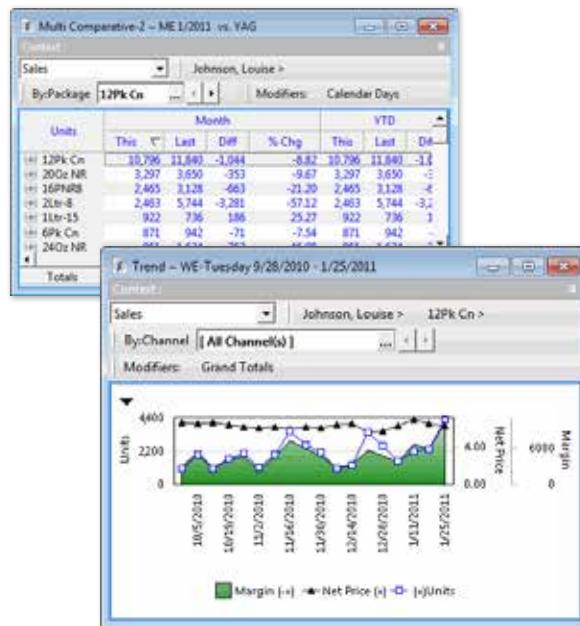 Multi Comparative-2 -- ME 1/2011 vs. YAG
Context :
Sales Johnson, Louise >
By:Package 12Pk Cn ... Modifiers: Calendar Days
Units Month YTD
This Last Diff % Chg This Last Diff
12Pk Cn 10,796 11,840 -1,044 -8.82 10,796 11,840
20Oz NR 3,297 3,650 -353 -9.67 3,297 3,650
16PNR8 2,465 3,128 -663 -21.20 2,465 3,128
2Ltr-8 2,463 5,744 -3,281 -57.12 2,463 5,744
1Ltr-15 922 736 186 25.27 922 736
6Pk Cn 871 942 -71 -7.54 871 942
24Oz NR
Totals
Trend -- WE-Tuesday 9/28/2010 - 1/25/2011
Context :
Sales Johnson, Louise > 12Pk Cn >
By:Channel [ All Channel(s) ] ...
Modifiers: Grand Totals
Units
4,400
2,200
0
4.00
0.00
Net Price
6000
0
Margin
10/5/2010
10/19/2010
11/2/2010
11/16/2010
11/30/2010
12/14/2010
12/28/2010
1/11/2011
1/25/2011
Margin (-+) Net Price (+) (+)Units